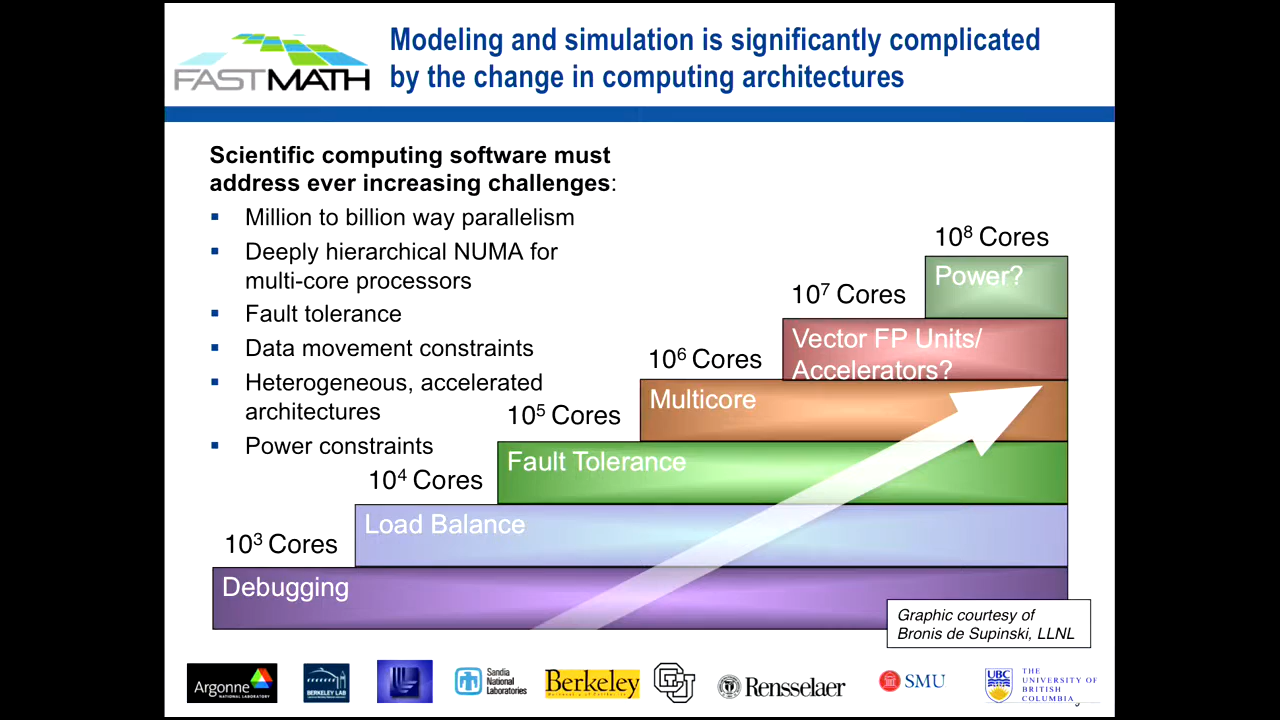 FASTMATH
Modeling and simulation is significantly complicated
by the change in computing architectures
Scientific computing software must
address ever increasing challenges:
▪ Million to billion way parallelism
▪ Deeply hierarchical NUMA for
multi-core processors
▪ Fault tolerance
▪ Data movement constraints
▪ Heterogeneous, accelerated
architectures
▪ Power constraints
10⁸ Cores
Power?
10⁷ Cores
Vector FP Units/
Accelerators?
10⁶ Cores
Multicore
10⁵ Cores
Fault Tolerance
10⁴ Cores
Load Balance
10³ Cores
Debugging
Graphic courtesy of
Bronis de Supinski, LLNL
Argonne
NATIONAL LABORATORY
BERKELEY LAB
Sandia
National
Laboratories
Berkeley
CU
Rensselaer
SMU
UBC
THE
UNIVERSITY OF
BRITISH
COLUMBIA